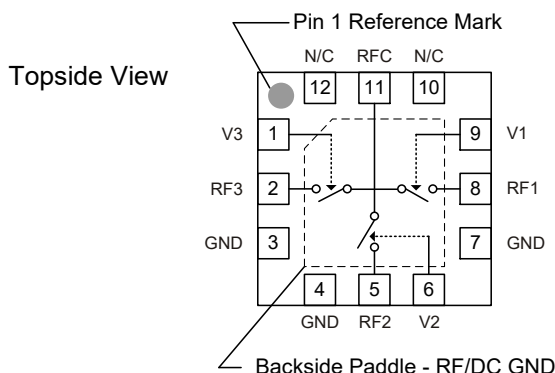 Pin 1 Reference Mark
Topside View
N/C RFC N/C
12 11 10
V3 1 9 V1
RF3 2 8 RF1
GND 3 7 GND
4 5 6
GND RF2 V2
Backside Paddle - RF/DC GND